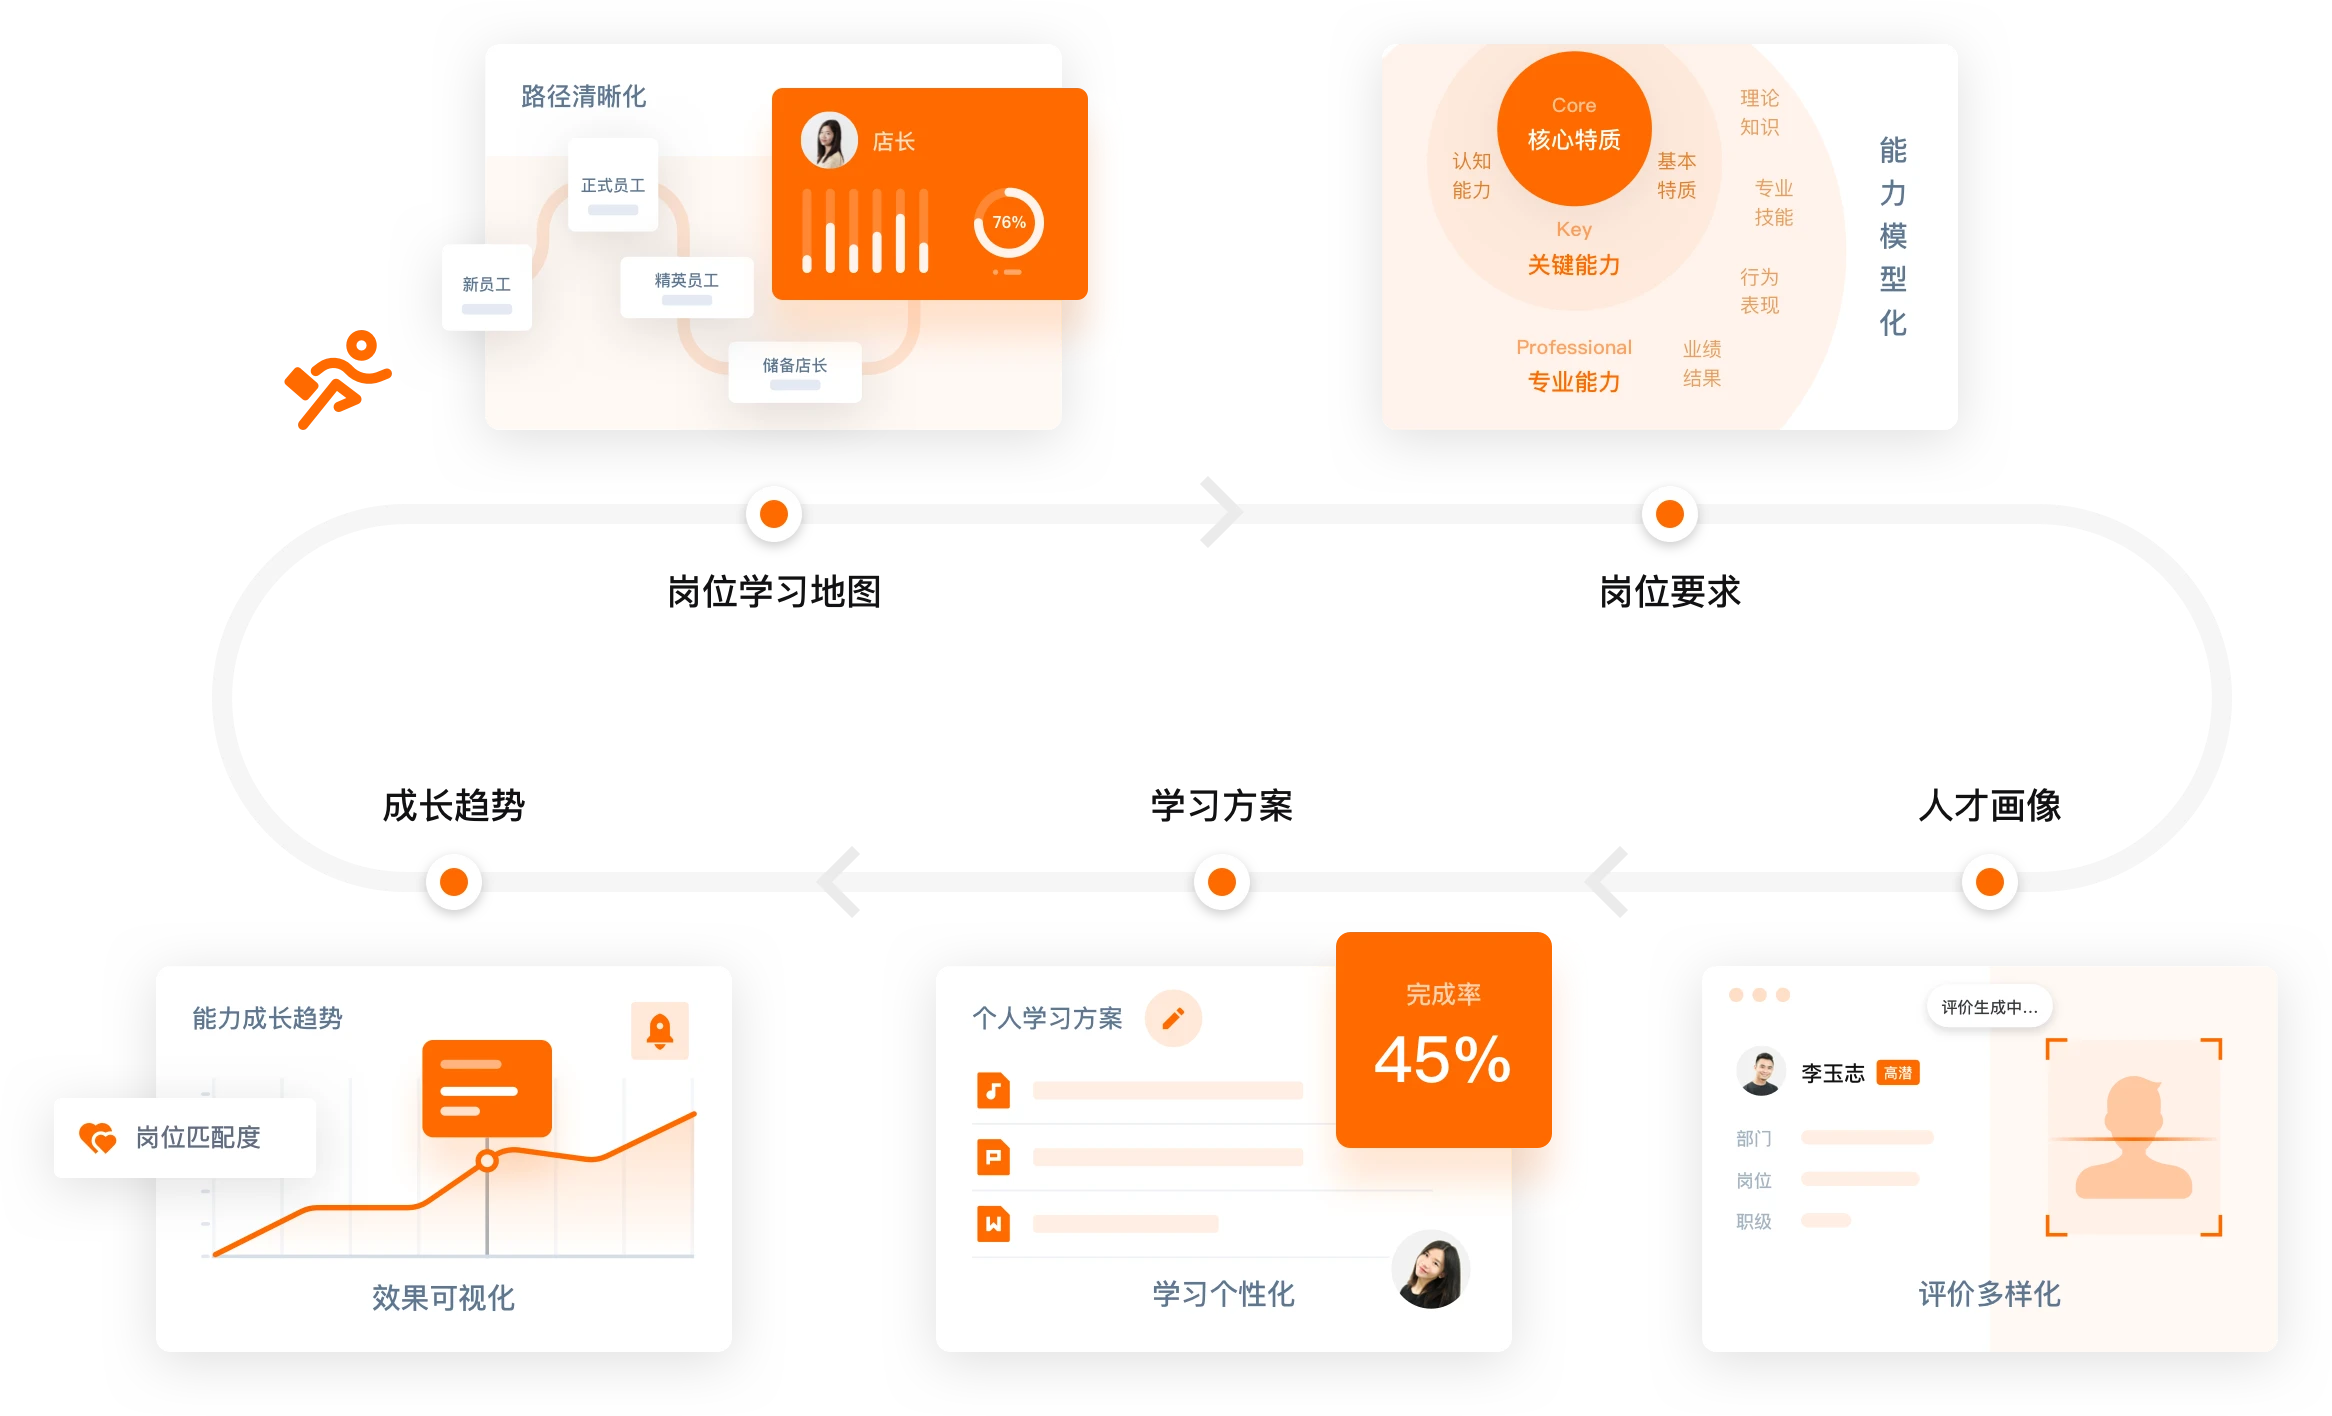 路径清晰化
店长
76%
正式员工
新员工
精英员工
储备店长
Core
核心特质
认知
能力
基本
特质
Key
关键能力
Professional
专业能力
理论
知识
专业
技能
行为
表现
业绩
结果
能
力
模
型
化
岗位学习地图
岗位要求
成长趋势
学习方案
人才画像
能力成长趋势
岗位匹配度
效果可视化
个人学习方案
完成率
45%
学习个性化
评价生成中...
李玉志
高潜
部门
岗位
职级
评价多样化